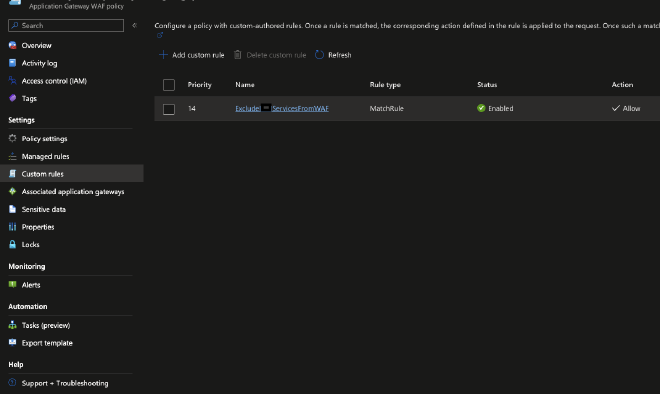 Application Gateway WAF policy
Search
Overview
Activity log
Access control (IAM)
Tags
Settings
Policy settings
Managed rules
Custom rules
Associated application gateways
Sensitive data
Properties
Locks
Monitoring
Alerts
Automation
Tasks (preview)
Export template
Help
Support + Troubleshooting
Configure a policy with custom-authored rules. Once a rule is matched, the corresponding action defined in the rule is applied to the request. Once such a
Add custom rule Delete custom rule Refresh
Priority Name Rule type Status Action
14 Exclude ServicesFromWAF MatchRule Enabled Allow